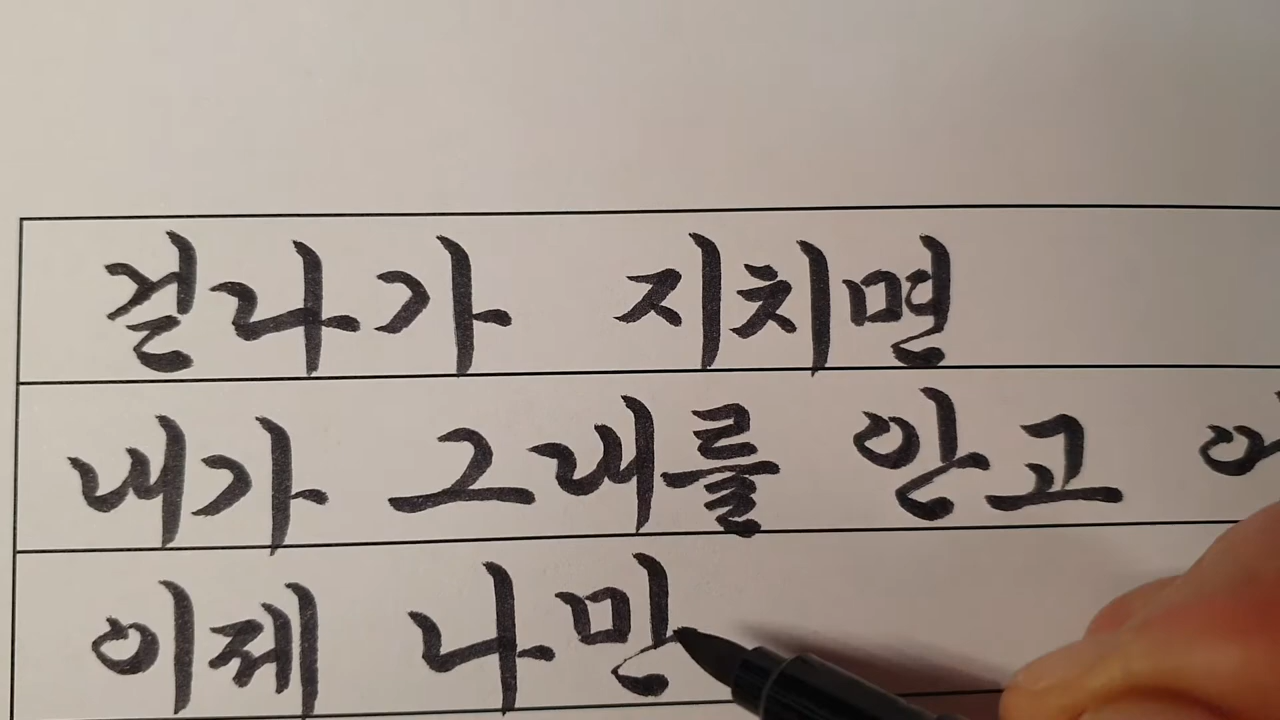 걷다가 지치면
내가 그대를 안고
이제 나만